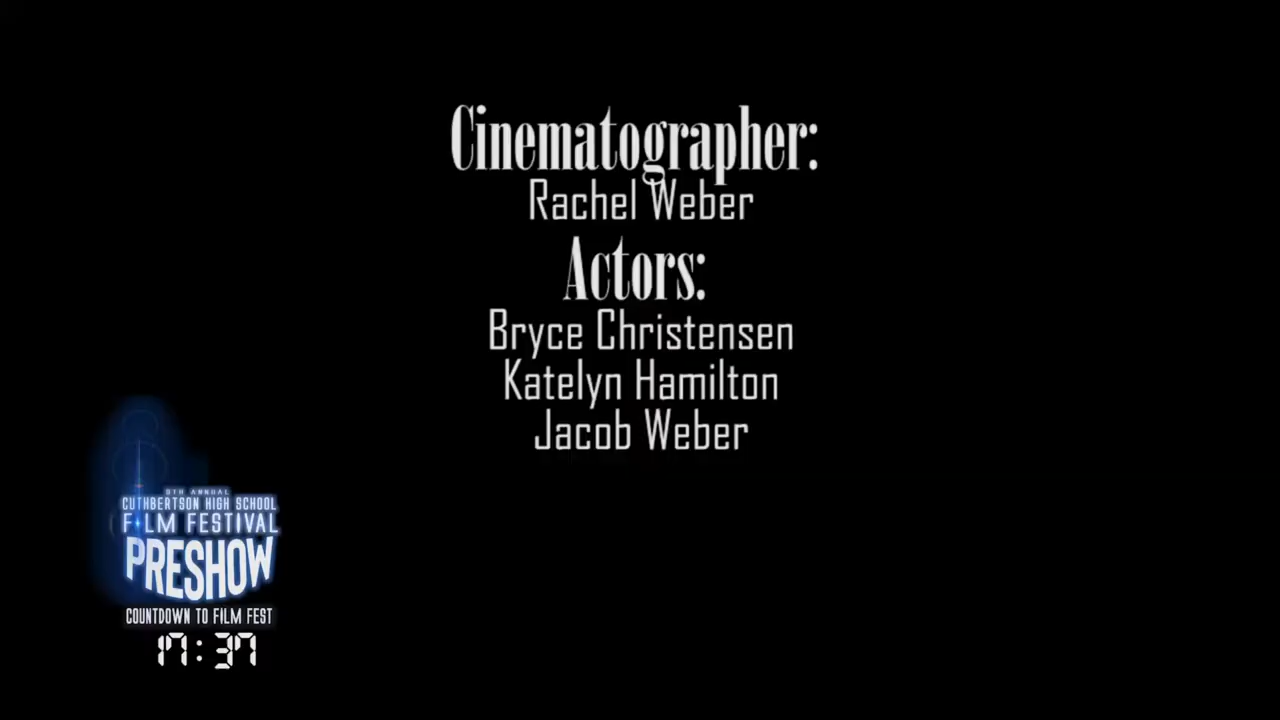 Cinematographer:
Rachel Weber
Actors:
Bryce Christensen
Katelyn Hamilton
Jacob Weber
ANNUAL
CUTHBERTSON HIGH SCHOOL
FILM FESTIVAL
PRESHOW
COUNTDOWN TO FILM FEST
17:37